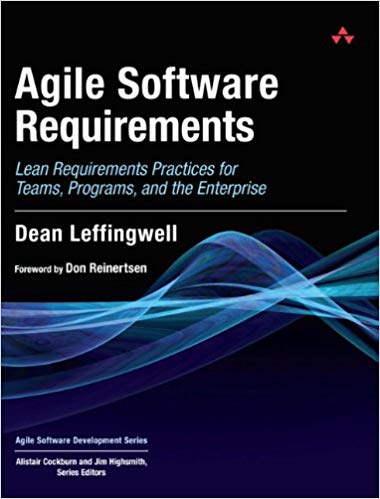 Agile Software
Requirements
Lean Requirements Practices for
Teams, Programs, and the Enterprise
Dean Leffingwell
Foreword by Don Reinertsen
Agile Software Development Series
Alistair Cockburn and Jim Highsmith,
Series Editors